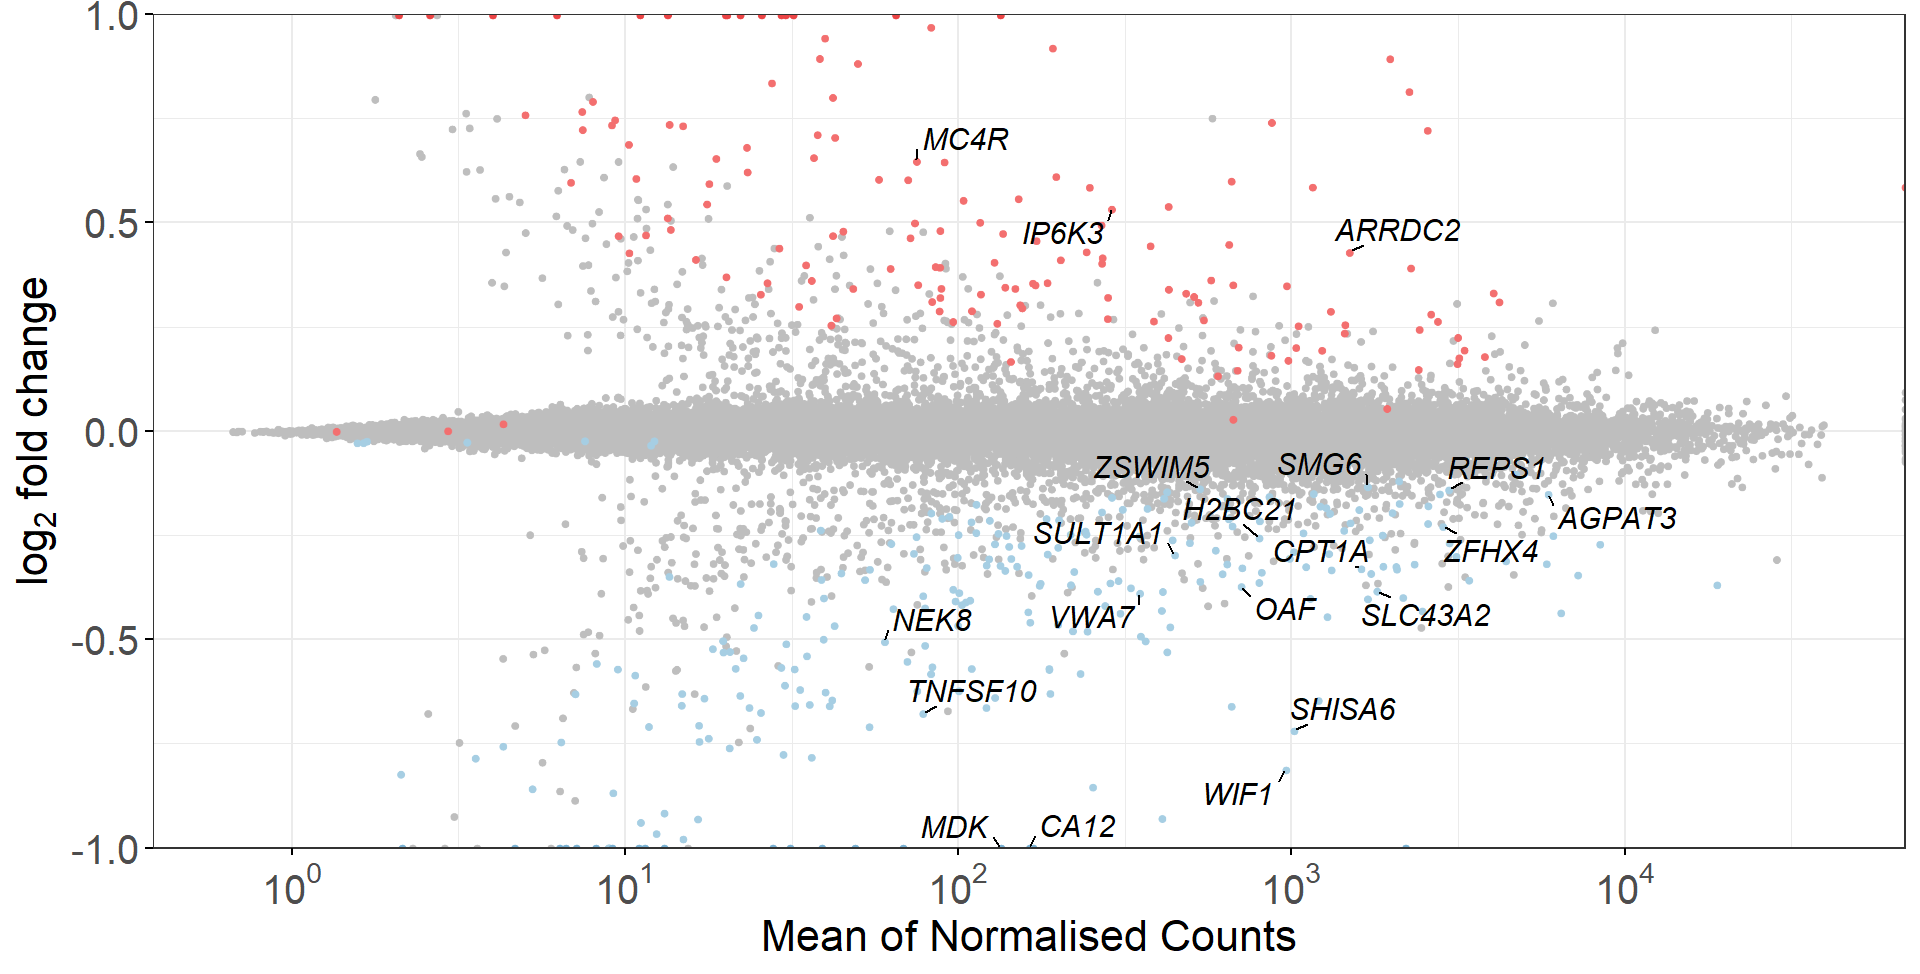 1.0
0.5
0.0
-0.5
-1.0
log2 fold change
MC4R
IP6K3
ARRDC2
ZSWIM5
SMG6
REPS1
H2BC21
AGPAT3
SULT1A1
CPT1A
ZFHX4
VWA7
OAF
SLC43A2
NEK8
TNFSF10
SHISA6
WIF1
MDK
CA12
10^0 10^1 10^2 10^3 10^4
Mean of Normalised Counts